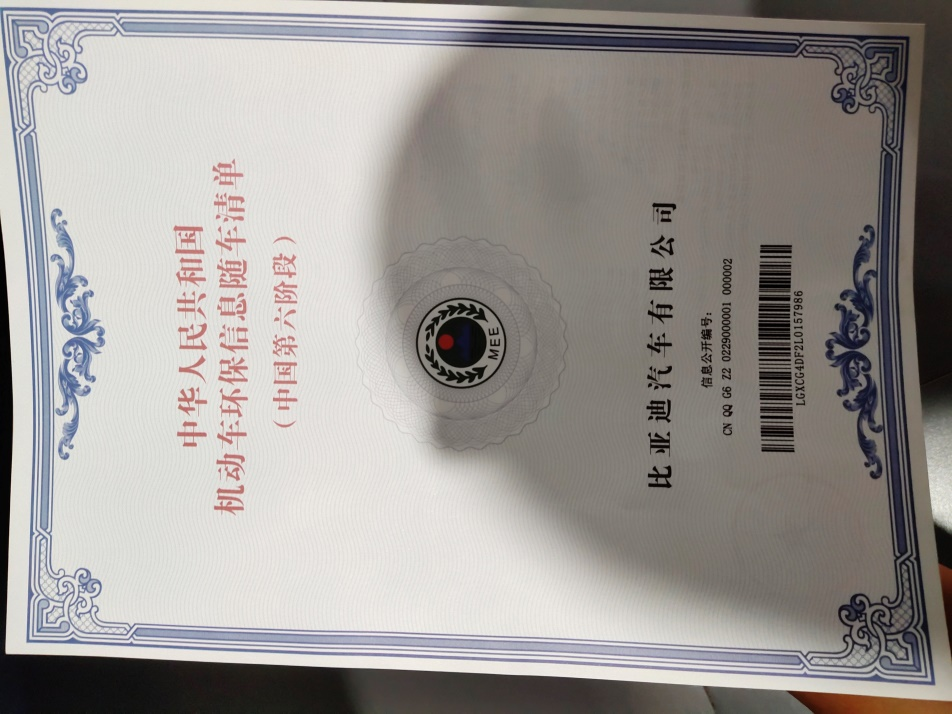 中华人民共和国
机动车环保信息随车清单
（中国第六阶段）
MEE
比亚迪汽车有限公司
信息公开编号：
CN QQ G6 Z2 0229000001 000002
LGXCG4DF2L0157986